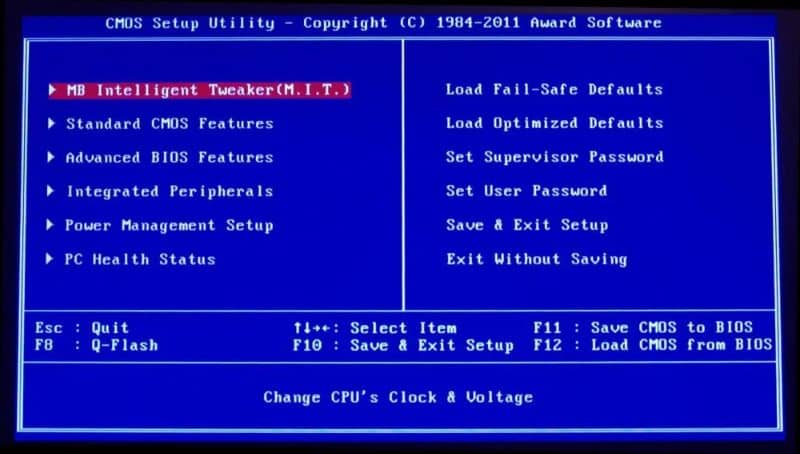 CMOS Setup Utility - Copyright (C) 1984-2011 Award Software
MB Intelligent Tweaker(M.I.T.)
Standard CMOS Features
Advanced BIOS Features
Integrated Peripherals
Power Management Setup
PC Health Status
Load Fail-Safe Defaults
Load Optimized Defaults
Set Supervisor Password
Set User Password
Save & Exit Setup
Exit Without Saving
Esc : Quit
↑↓→←: Select Item
F11 : Save CMOS to BIOS
F8 : Q-Flash
F10 : Save & Exit Setup
F12 : Load CMOS from BIOS
Change CPU's Clock & Voltage